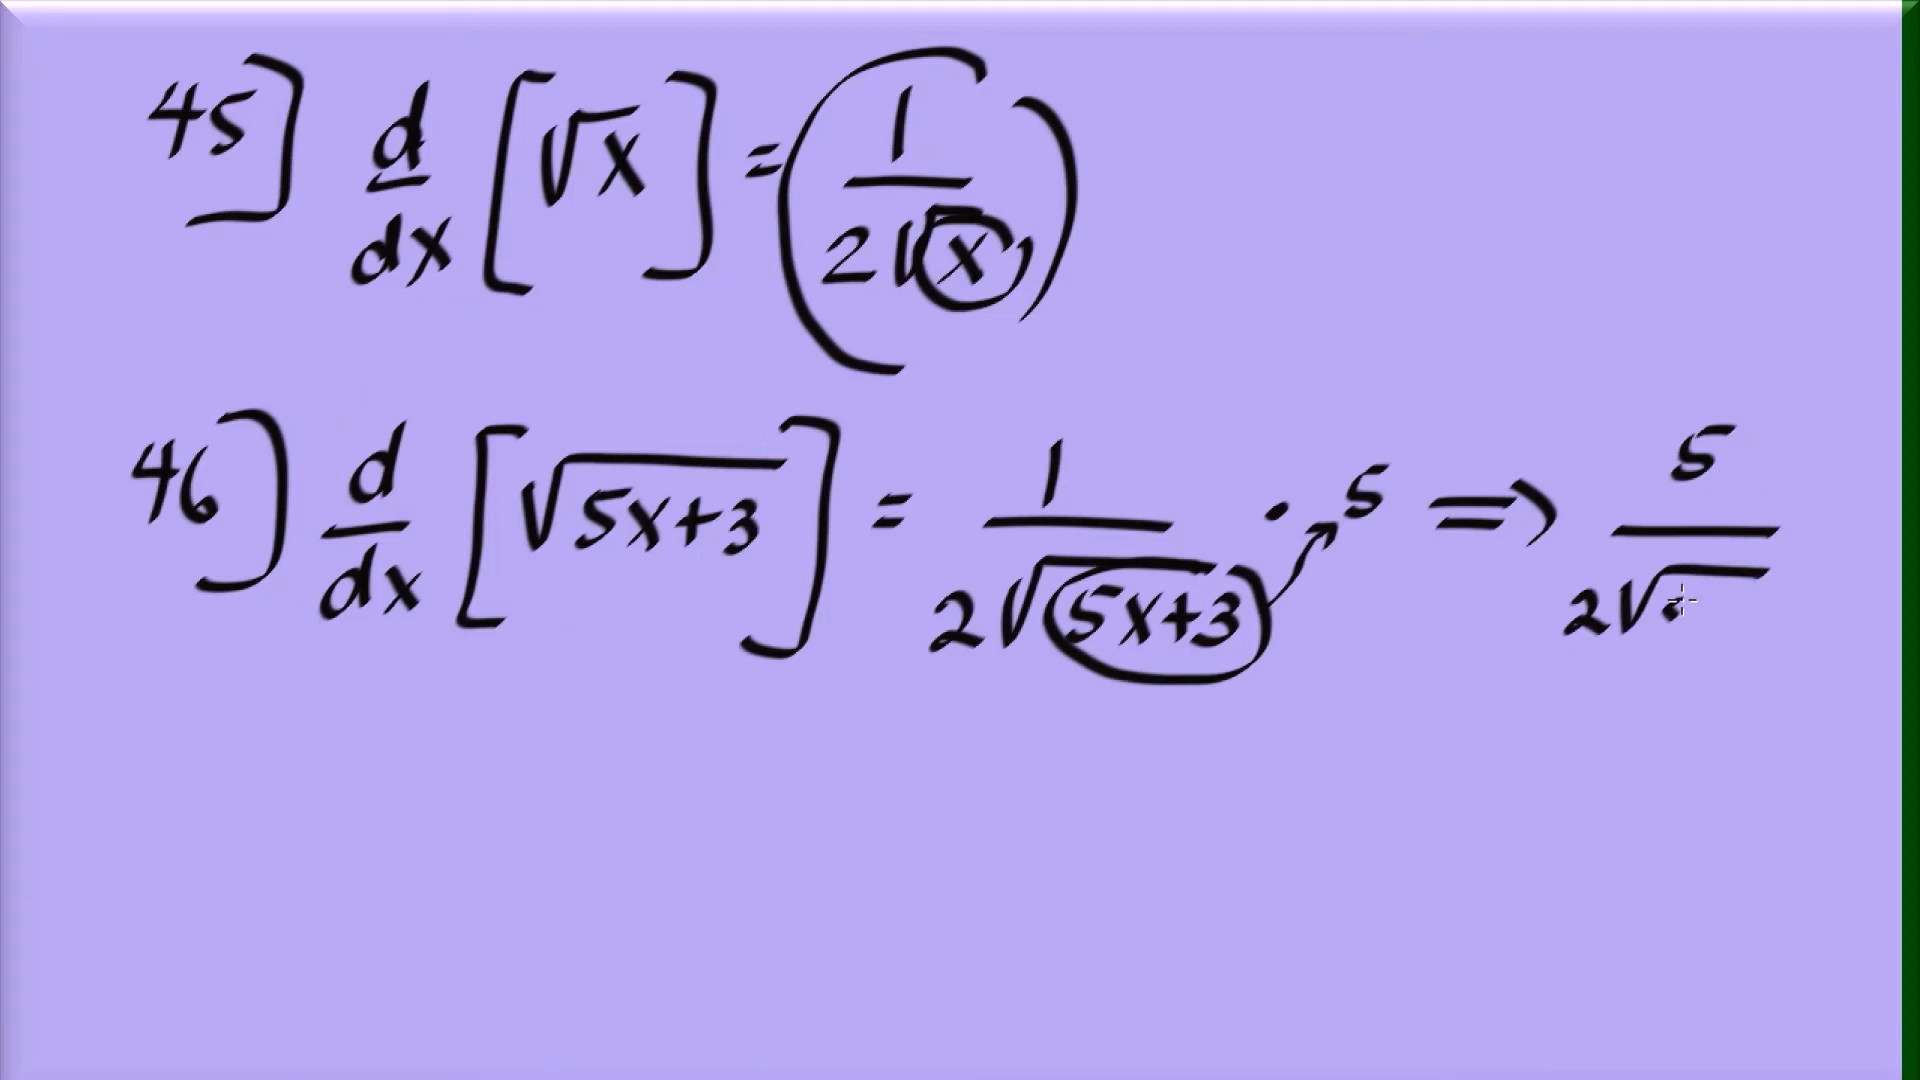 45] d/dx [√x] = (1/(2√x))
46) d/dx [√(5x+3)] = 1/(2√(5x+3)) · 5 => 5/(2√